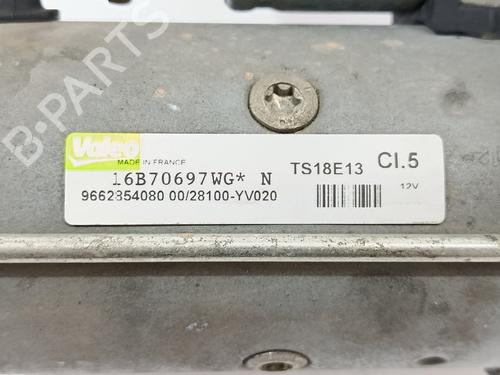 B-PARTS
Valeo
MADE IN FRANCE
16B70697WG* N
TS18E13 Cl.5
9662854080 00/28100-YV020
12V